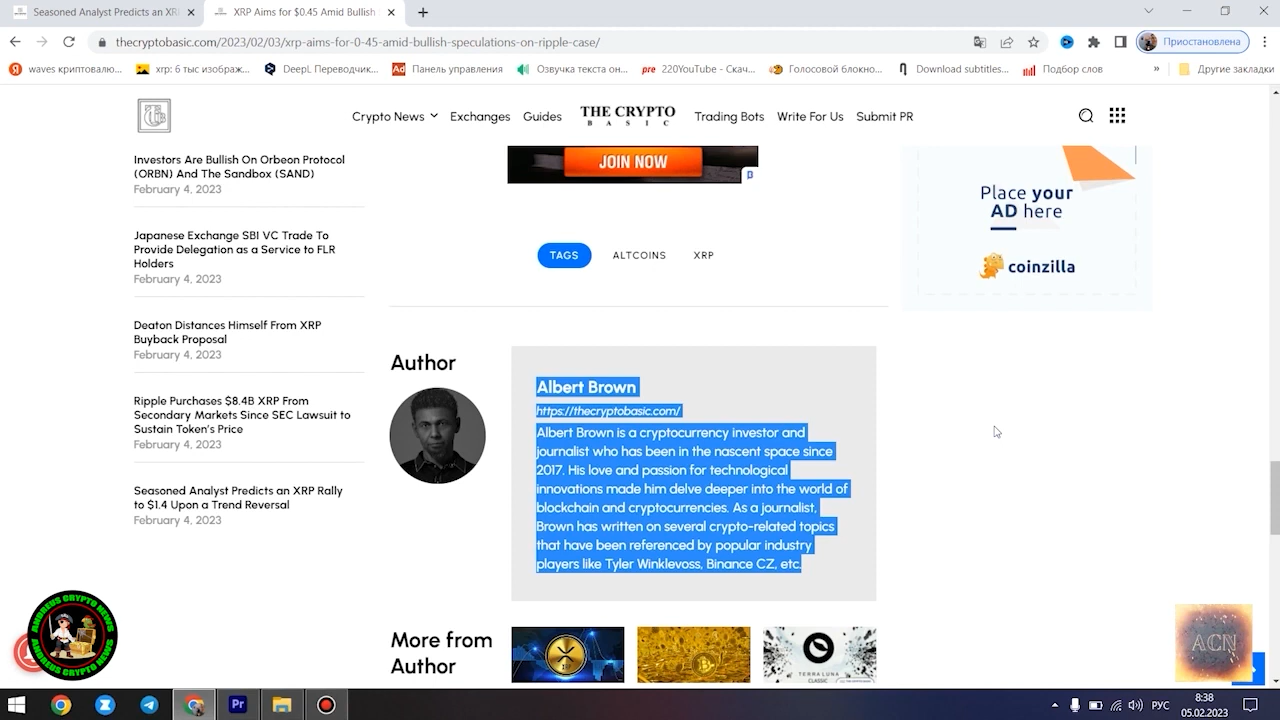 Seasoned Analyst Predicts an XR
XRP Aims for $0.45 Amid Bullish
thecryptobasic.com/2023/02/03/xrp-aims-for-0-45-amid-bullish-speculations-on-ripple-case/
Приостановлена
waves криптовалю...
xrp: 6 тыс изображ...
DeepL Переводчик...
Панель управления
Озвучка текста он...
pre 220YouTube - Скач...
Голосовой блокно...
Download subtitles...
Подбор слов
»
Другие закладки
Crypto News
Exchanges
Guides
THE CRYPTO
BASIC
Trading Bots
Write For Us
Submit PR
Investors Are Bullish On Orbeon Protocol
(ORBN) And The Sandbox (SAND)
February 4, 2023
Japanese Exchange SBI VC Trade To
Provide Delegation as a Service to FLR
Holders
February 4, 2023
Deaton Distances Himself From XRP
Buyback Proposal
February 4, 2023
Ripple Purchases $8.4B XRP From
Secondary Markets Since SEC Lawsuit to
Sustain Token's Price
February 4, 2023
Seasoned Analyst Predicts an XRP Rally
to $1.4 Upon a Trend Reversal
February 4, 2023
JOIN NOW
TAGS
ALTCOINS
XRP
Place your
AD here
coinzilla
Author
Albert Brown
https://thecryptobasic.com/
Albert Brown is a cryptocurrency investor and
journalist who has been in the nascent space since
2017. His love and passion for technological
innovations made him delve deeper into the world of
blockchain and cryptocurrencies. As a journalist,
Brown has written on several crypto-related topics
that have been referenced by popular industry
players like Tyler Winklevoss, Binance CZ, etc.
More from
Author
TERRA LUNA
CLASSIC
ANDREUS CRYPTO NEWS
ANDREUS CRYPTO NEWS
ACN
Pr
РУС
8:38
05.02.2023